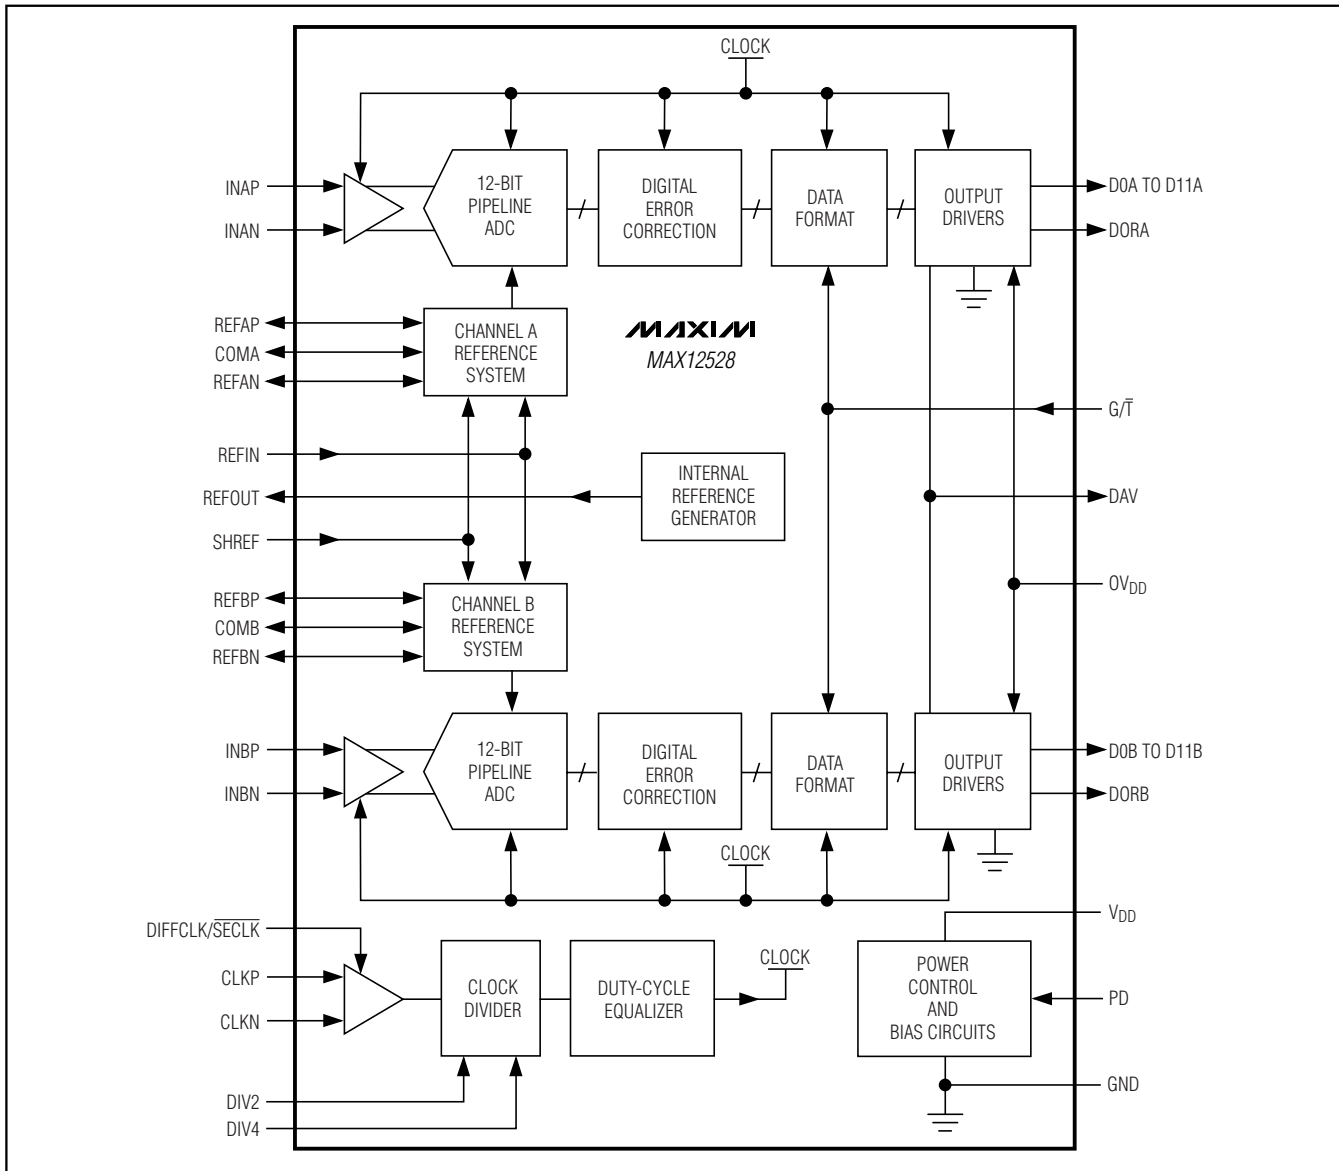 CLOCK
INAP
INAN
12-BIT
PIPELINE
ADC
DIGITAL
ERROR
CORRECTION
DATA
FORMAT
OUTPUT
DRIVERS
D0A TO D11A
DORA
REFAP
COMA
REFAN
CHANNEL A
REFERENCE
SYSTEM
MAXIM
MAX12528
G/T̅
REFIN
REFOUT
SHREF
INTERNAL
REFERENCE
GENERATOR
DAV
OVDD
REFBP
COMB
REFBN
CHANNEL B
REFERENCE
SYSTEM
INBP
INBN
12-BIT
PIPELINE
ADC
DIGITAL
ERROR
CORRECTION
DATA
FORMAT
OUTPUT
DRIVERS
D0B TO D11B
DORB
CLOCK
DIFFCLK/S̅E̅C̅L̅K̅
CLKP
CLKN
CLOCK
DIVIDER
DUTY-CYCLE
EQUALIZER
CLOCK
VDD
POWER
CONTROL
AND
BIAS CIRCUITS
PD
GND
DIV2
DIV4